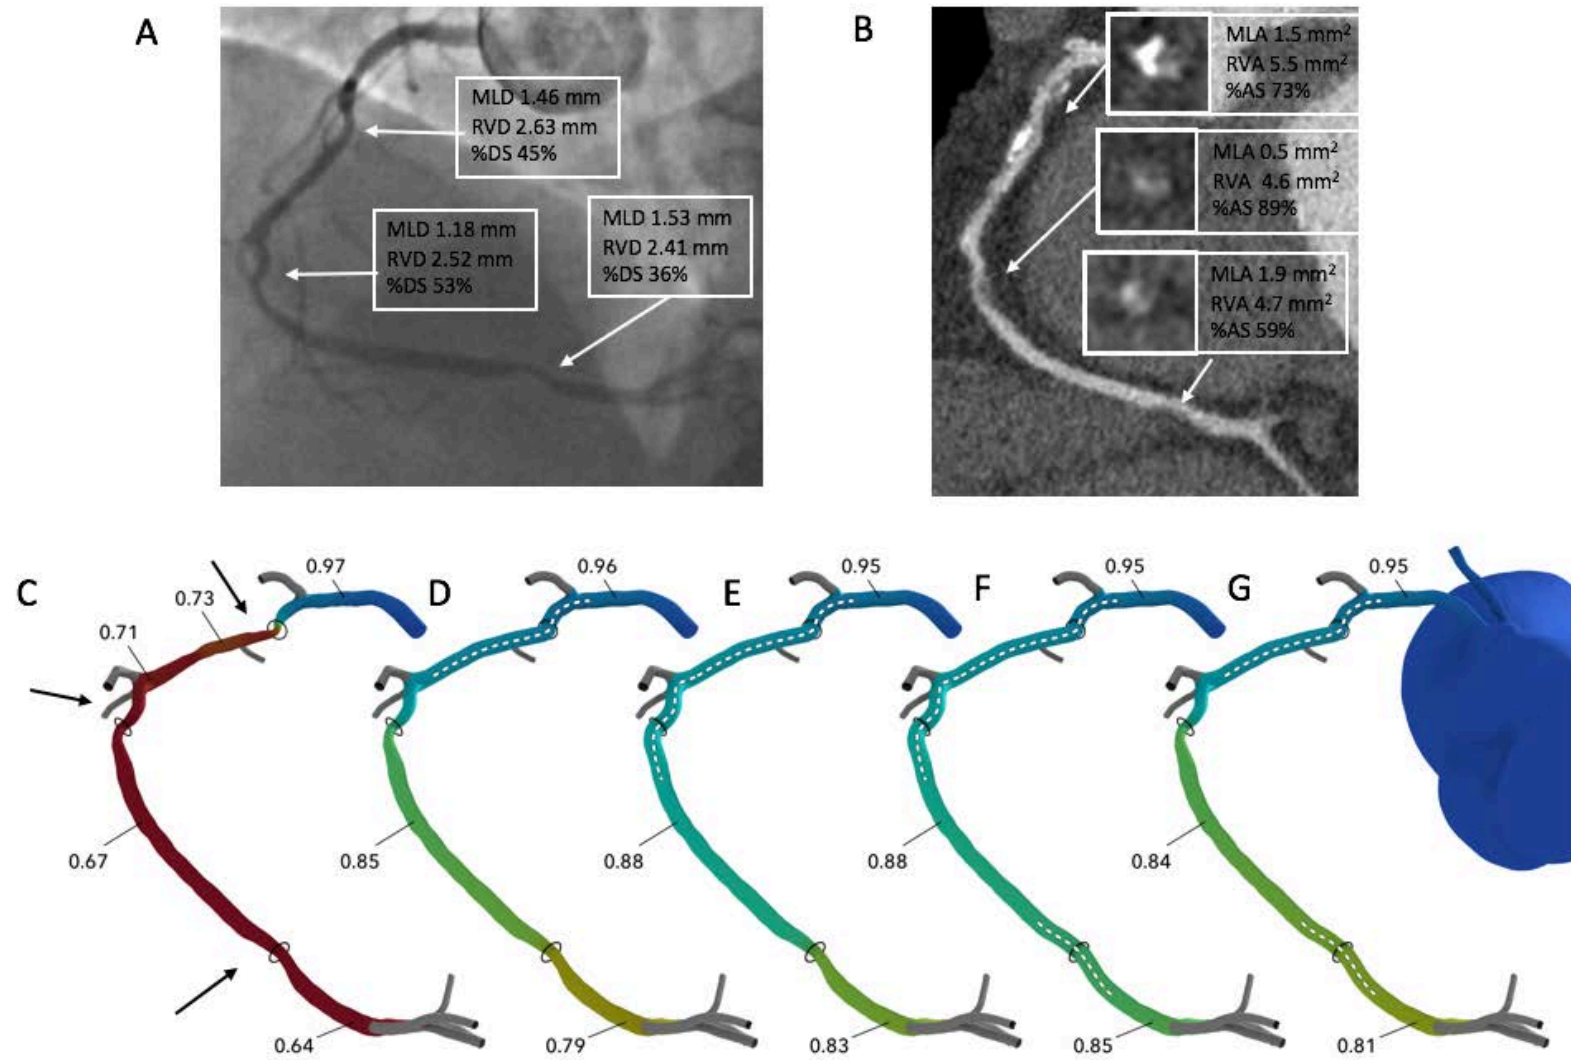 A
MLD 1.46 mm
RVD 2.63 mm
%DS 45%
MLD 1.18 mm
RVD 2.52 mm
%DS 53%
MLD 1.53 mm
RVD 2.41 mm
%DS 36%
B
MLA 1.5 mm²
RVA 5.5 mm²
%AS 73%
MLA 0.5 mm²
RVA 4.6 mm²
%AS 89%
MLA 1.9 mm²
RVA 4.7 mm²
%AS 59%
C
0.97
0.73
0.71
0.67
0.64
D
0.96
0.85
0.79
E
0.95
0.88
0.83
F
0.95
0.88
0.85
G
0.95
0.84
0.81